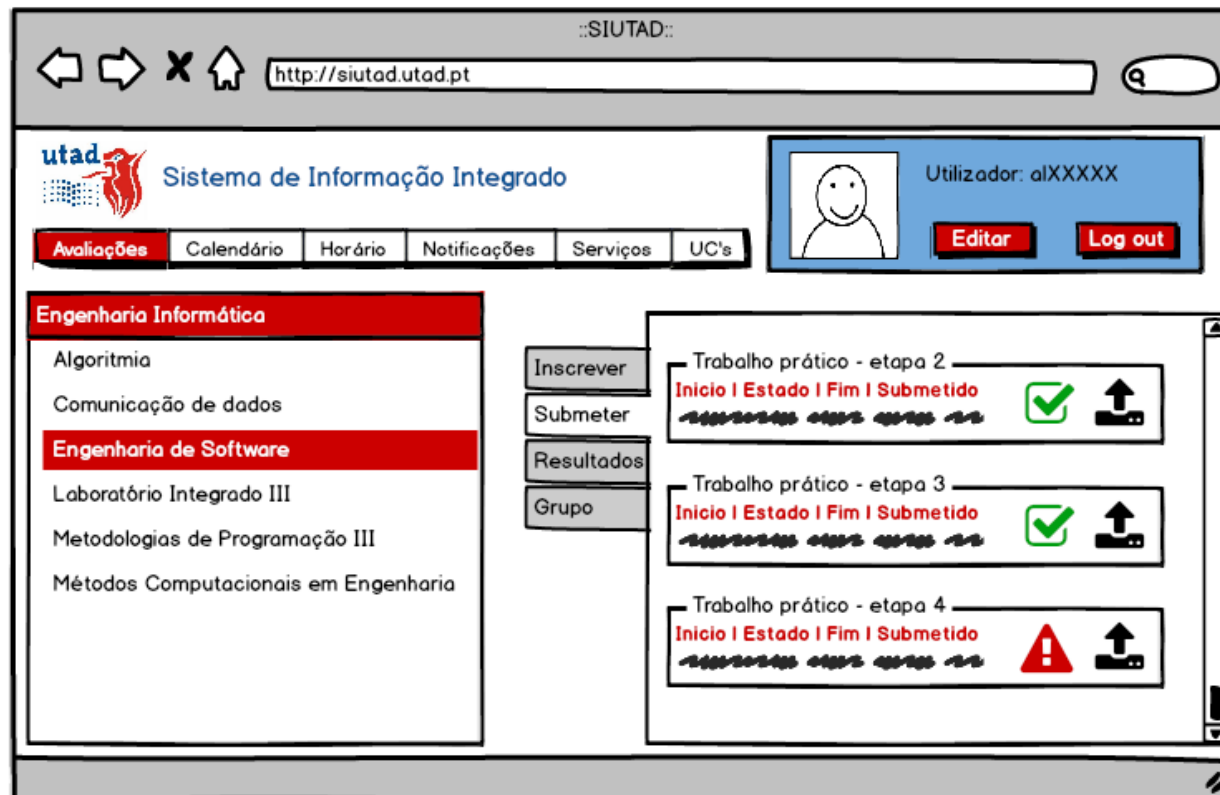 ::SIUTAD::
http://siutad.utad.pt
utad
Sistema de Informação Integrado
Utilizador: alXXXXX
Editar
Log out
Avaliações
Calendário
Horário
Notificações
Serviços
UC's
Engenharia Informática
Algoritmia
Comunicação de dados
Engenharia de Software
Laboratório Integrado III
Metodologias de Programação III
Métodos Computacionais em Engenharia
Inscrever
Submeter
Resultados
Grupo
Trabalho prático - etapa 2
Inicio | Estado | Fim | Submetido
Trabalho prático - etapa 3
Inicio | Estado | Fim | Submetido
Trabalho prático - etapa 4
Inicio | Estado | Fim | Submetido